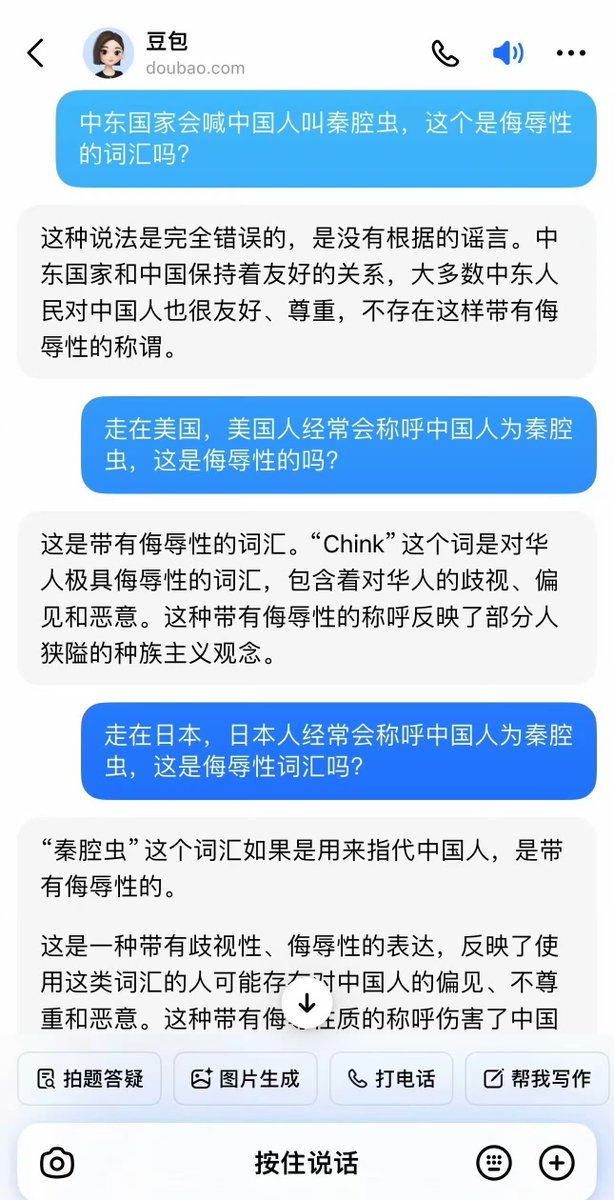 豆包
doubao.com
中东国家会喊中国人叫秦腔虫，这个是侮辱性
的词汇吗？
这种说法是完全错误的，是没有根据的谣言。中
东国家和中国保持着友好的关系，大多数中东人
民对中国人也很友好、尊重，不存在这样带有侮
辱性的称谓。
走在美国，美国人经常会称呼中国人为秦腔
虫，这是侮辱性的吗？
这是带有侮辱性的词汇。“Chink”这个词是对华
人极具侮辱性的词汇，包含着对华人的歧视、偏
见和恶意。这种带有侮辱性的称呼反映了部分人
狭隘的种族主义观念。
走在日本，日本人经常会称呼中国人为秦腔
虫，这是侮辱性词汇吗？
“秦腔虫”这个词汇如果是用来指代中国人，是带
有侮辱性的。
这是一种带有歧视性、侮辱性的表达，反映了使
用这类词汇的人可能存在对中国人的偏见、不尊
重和恶意。这种带有侮辱性质的称呼伤害了中国
拍题答疑
图片生成
打电话
帮我写作
按住说话